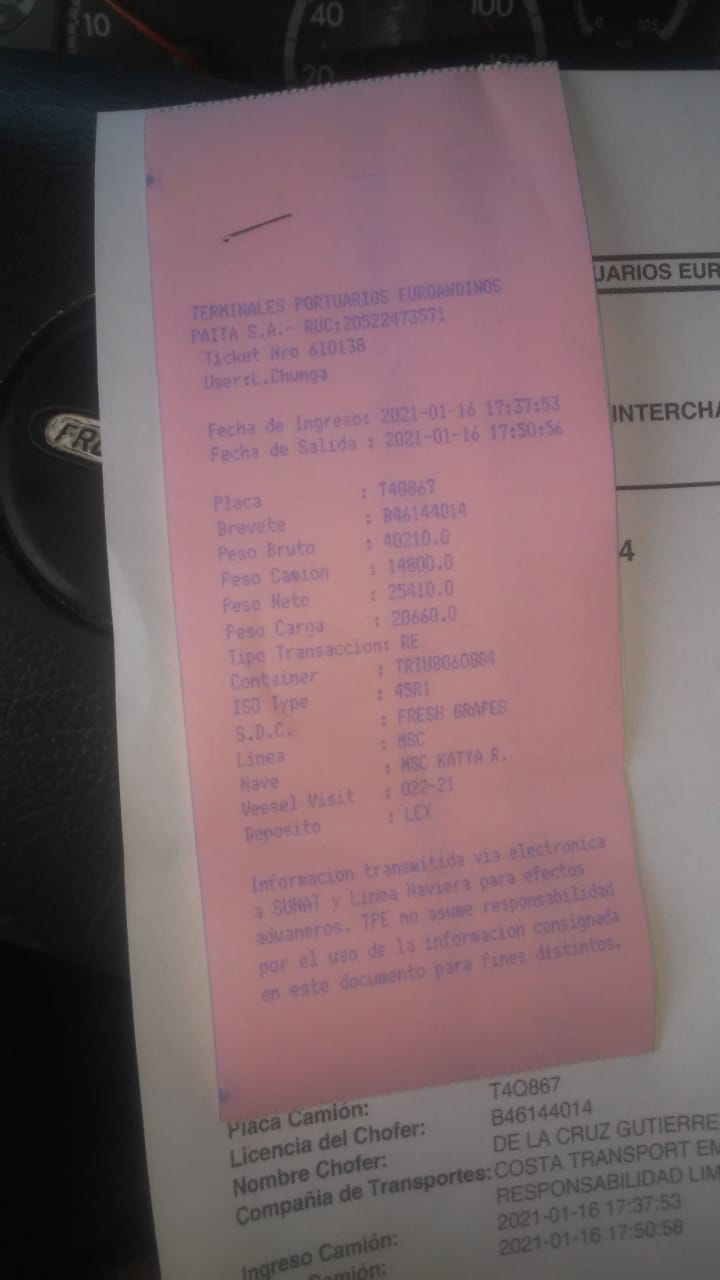 10
40
100
20
120
0
105
TERMINALES PORTUARIOS EUROANDINOS
PAITA S.A.- RUC:20522473571
Ticket Nro 610138
User:L.Chunga
Fecha de Ingreso: 2021-01-16 17:37:53
Fecha de Salida : 2021-01-16 17:50:56
Placa : T4Q867
Brevete : B46144014
Peso Bruto : 40210.0
Peso Camion : 14800.0
Peso Neto : 25410.0
Peso Carga : 20660.0
Tipo Transaccion: RE
Container : TRIU8060884
ISO Type : 45R1
S.D.C. : FRESH GRAPES
Linea : MSC
Nave : MSC KATYA R.
Vessel Visit : 022-21
Deposito : LEX
Informacion transmitida via electronica
a SUNAT y Linea Naviera para efectos
aduaneros. TPE no asume responsabilidad
por el uso de la informacion consignada
en este documento para fines distintos.
UARIOS EUR
INTERCHA
4
FR
Placa Camión: T4Q867
Licencia del Chofer: B46144014
Nombre Chofer: DE LA CRUZ GUTIERRE
Compañia de Transportes: COSTA TRANSPORT EM
RESPONSABILIDAD LIM
Ingreso Camión: 2021-01-16 17:37:53
Camión: 2021-01-16 17:50:58